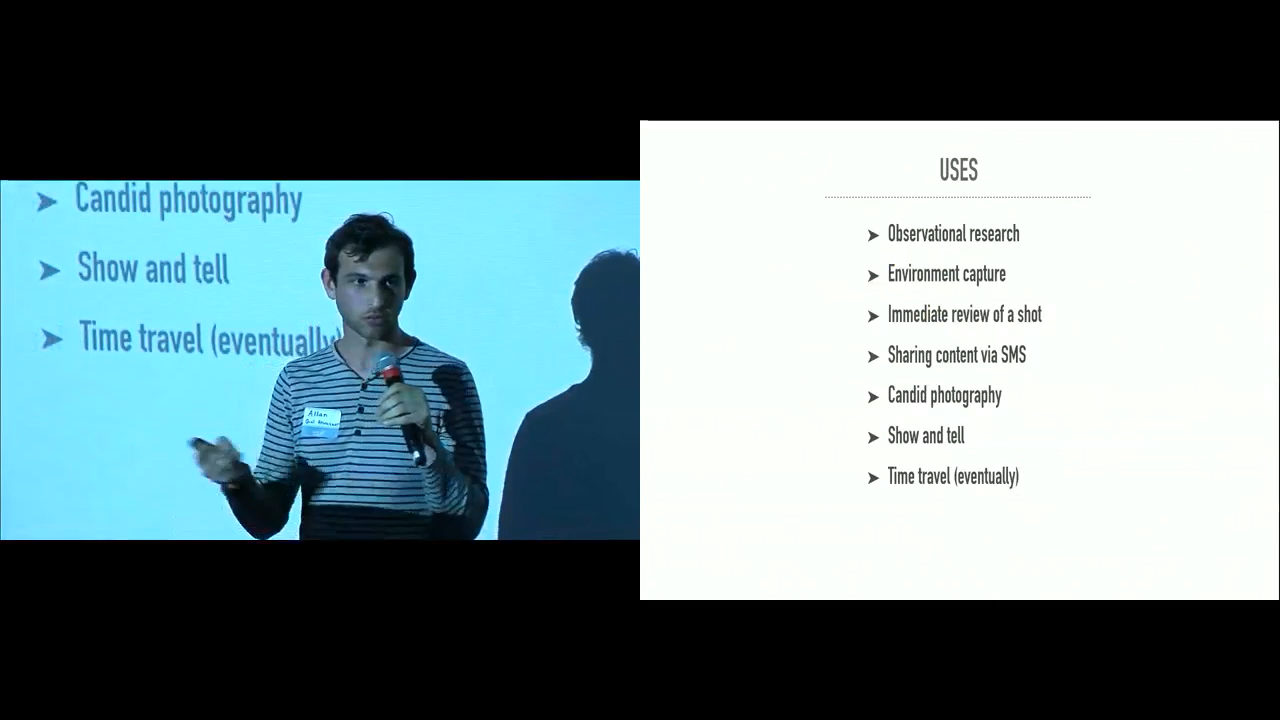 Candid photography
Show and tell
Time travel (eventually)
Allan
USES
Observational research
Environment capture
Immediate review of a shot
Sharing content via SMS
Candid photography
Show and tell
Time travel (eventually)